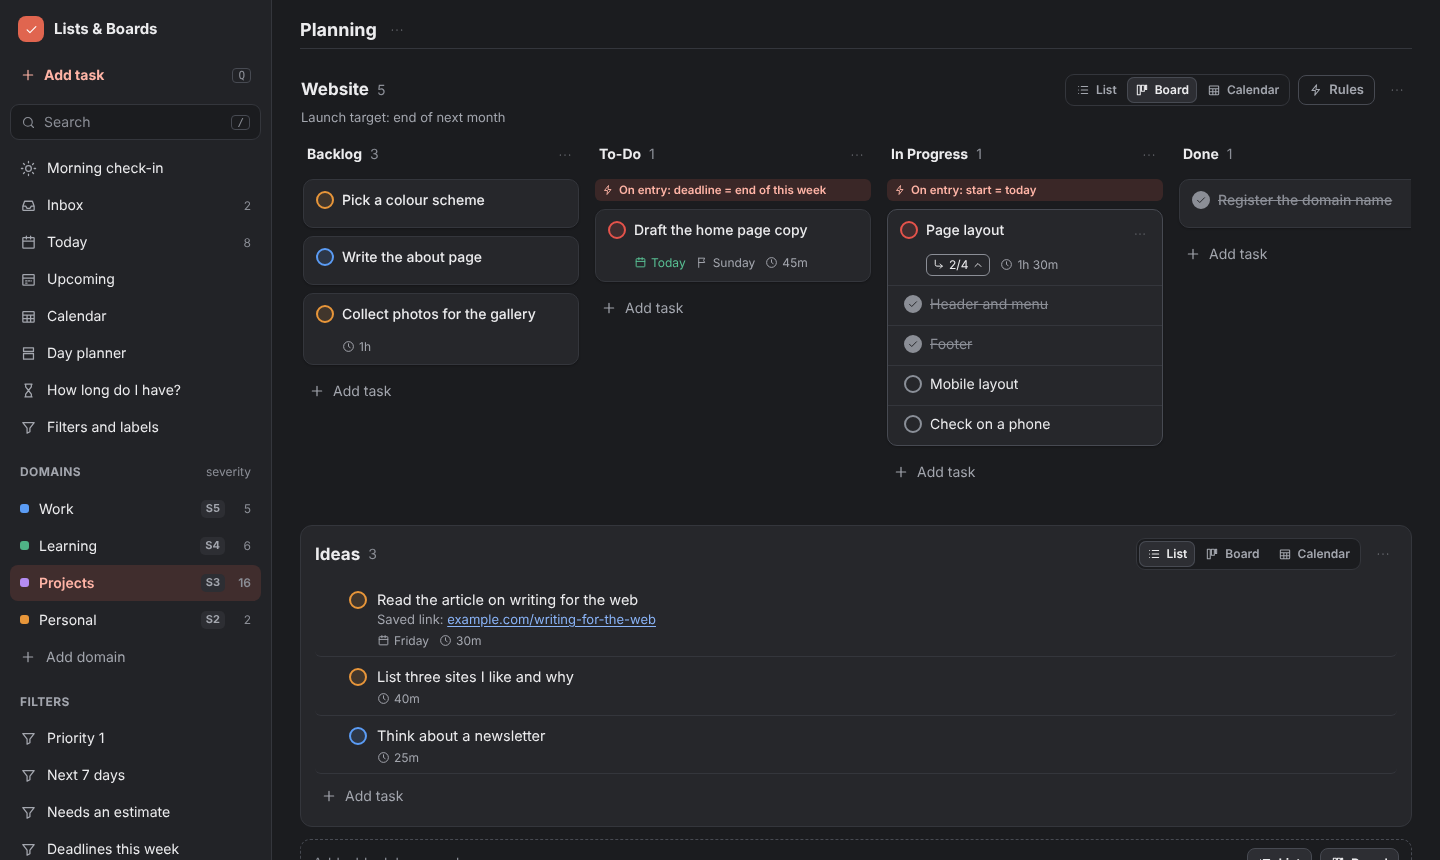 Lists & Boards
Add task Q
Search /
Morning check-in
Inbox 2
Today 8
Upcoming
Calendar
Day planner
How long do I have?
Filters and labels
DOMAINS severity
Work S5 5
Learning S4 6
Projects S3 16
Personal S2 2
Add domain
FILTERS
Priority 1
Next 7 days
Needs an estimate
Deadlines this week
Planning
Website 5
List Board Calendar Rules
Launch target: end of next month
Backlog 3
Pick a colour scheme
Write the about page
Collect photos for the gallery
1h
Add task
To-Do 1
On entry: deadline = end of this week
Draft the home page copy
Today Sunday 45m
Add task
In Progress 1
On entry: start = today
Page layout
2/4 1h 30m
Header and menu
Footer
Mobile layout
Check on a phone
Add task
Done 1
Register the domain name
Add task
Ideas 3
List Board Calendar
Read the article on writing for the web
Saved link: example.com/writing-for-the-web
Friday 30m
List three sites I like and why
40m
Think about a newsletter
25m
Add task